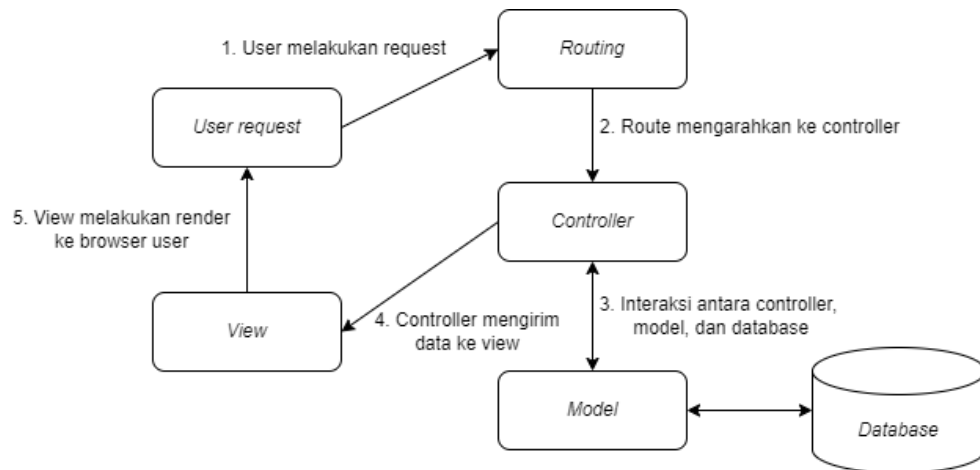 1. User melakukan request
Routing
User request
2. Route mengarahkan ke controller
5. View melakukan render
ke browser user
Controller
3. Interaksi antara controller,
model, dan database
4. Controller mengirim
data ke view
View
Model
Database